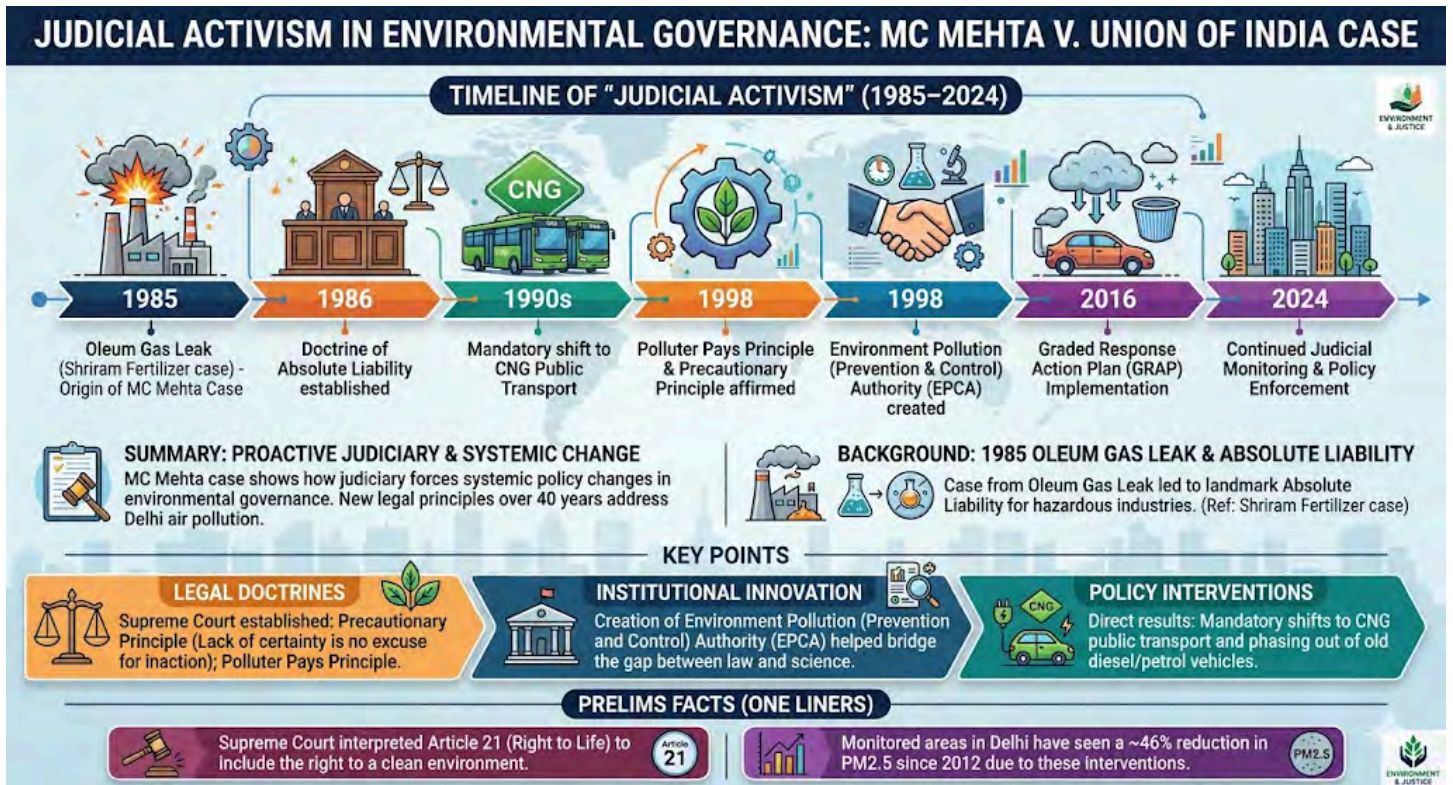 JUDICIAL ACTIVISM IN ENVIRONMENTAL GOVERNANCE: MC MEHTA V. UNION OF INDIA CASE
TIMELINE OF "JUDICIAL ACTIVISM" (1985–2024)
ENVIRONMENT
& JUSTICE
CNG
1985
Oleum Gas Leak
(Shriram Fertilizer case) -
Origin of MC Mehta Case
1986
Doctrine of
Absolute Liability
established
1990s
Mandatory shift to
CNG Public
Transport
1998
Polluter Pays Principle
& Precautionary
Principle affirmed
1998
Environment Pollution
(Prevention & Control)
Authority (EPCA)
created
2016
Graded Response
Action Plan (GRAP)
Implementation
2024
Continued Judicial
Monitoring & Policy
Enforcement
SUMMARY: PROACTIVE JUDICIARY & SYSTEMIC CHANGE
MC Mehta case shows how judiciary forces systemic policy changes in
environmental governance. New legal principles over 40 years address
Delhi air pollution.
BACKGROUND: 1985 OLEUM GAS LEAK & ABSOLUTE LIABILITY
Case from Oleum Gas Leak led to landmark Absolute
Liability for hazardous industries. (Ref: Shriram Fertilizer case)
KEY POINTS
LEGAL DOCTRINES
Supreme Court established: Precautionary
Principle (Lack of certainty is no excuse
for inaction); Polluter Pays Principle.
INSTITUTIONAL INNOVATION
Creation of Environment Pollution (Prevention
and Control) Authority (EPCA) helped bridge
the gap between law and science.
POLICY INTERVENTIONS
CNG
Direct results: Mandatory shifts to CNG
public transport and phasing out of old
diesel/petrol vehicles.
PRELIMS FACTS (ONE LINERS)
Supreme Court interpreted Article 21 (Right to Life) to
include the right to a clean environment.
Article
21
Monitored areas in Delhi have seen a ~46% reduction in
PM2.5 since 2012 due to these interventions.
PM2.5
ENVIRONMENT
& JUSTICE